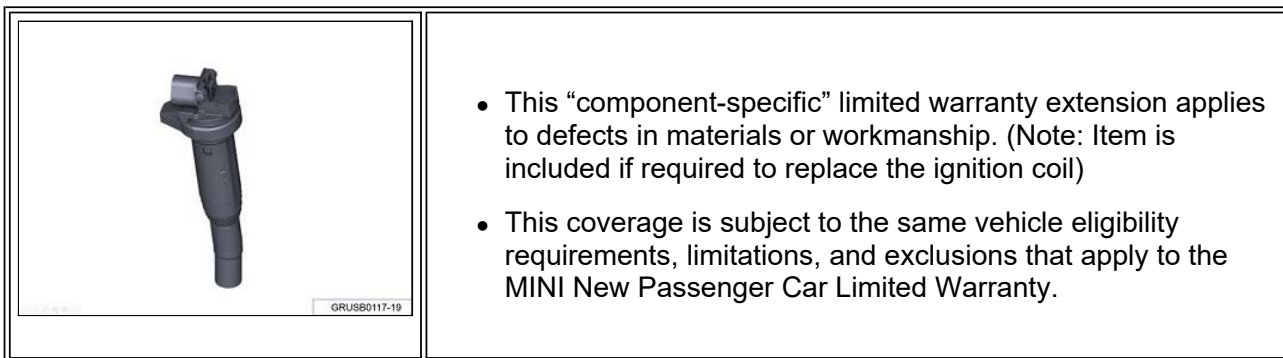 GRUSB0117-19
• This “component-specific” limited warranty extension applies
to defects in materials or workmanship. (Note: Item is
included if required to replace the ignition coil)
• This coverage is subject to the same vehicle eligibility
requirements, limitations, and exclusions that apply to the
MINI New Passenger Car Limited Warranty.